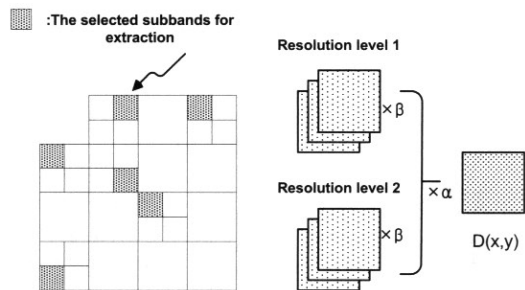 :The selected subbands for
extraction
Resolution level 1
×β
Resolution level 2
×β
×α
D(x,y)